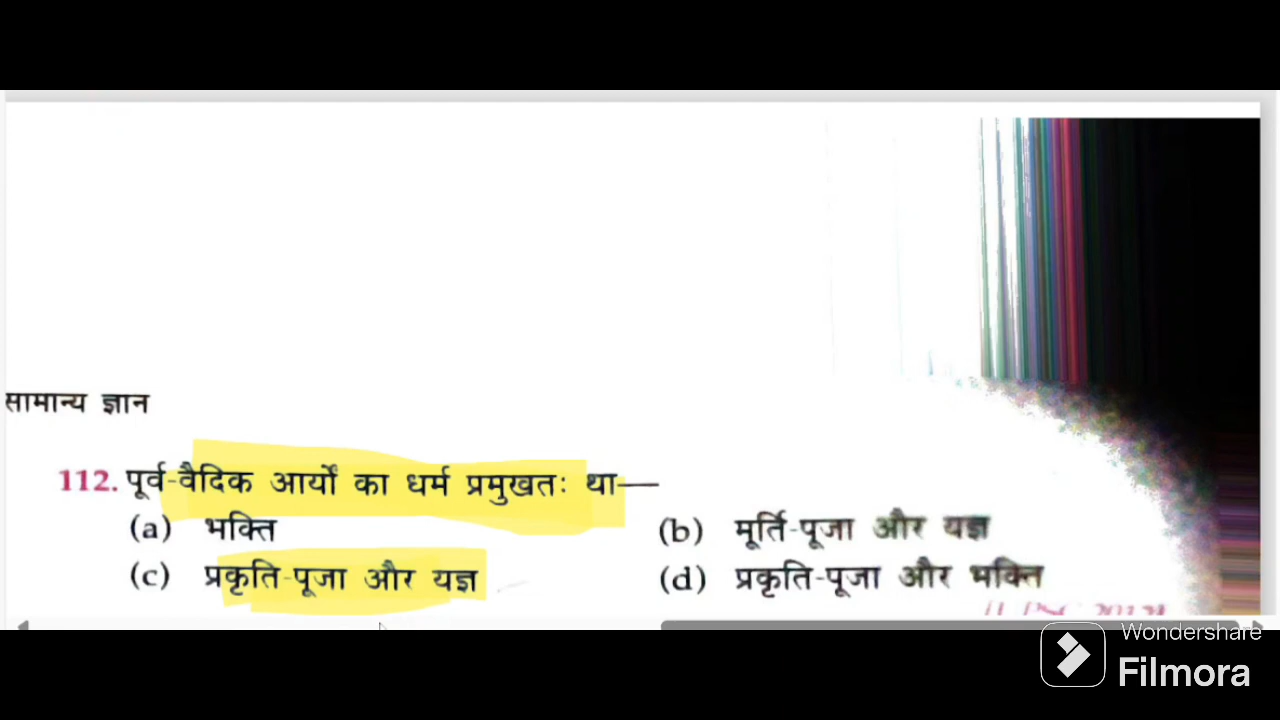 सामान्य ज्ञान
112. पूर्व-वैदिक आर्यों का धर्म प्रमुखतः था—
(a) भक्ति (b) मूर्ति-पूजा और यज्ञ
(c) प्रकृति-पूजा और यज्ञ (d) प्रकृति-पूजा और भक्ति
Wondershare
Filmora